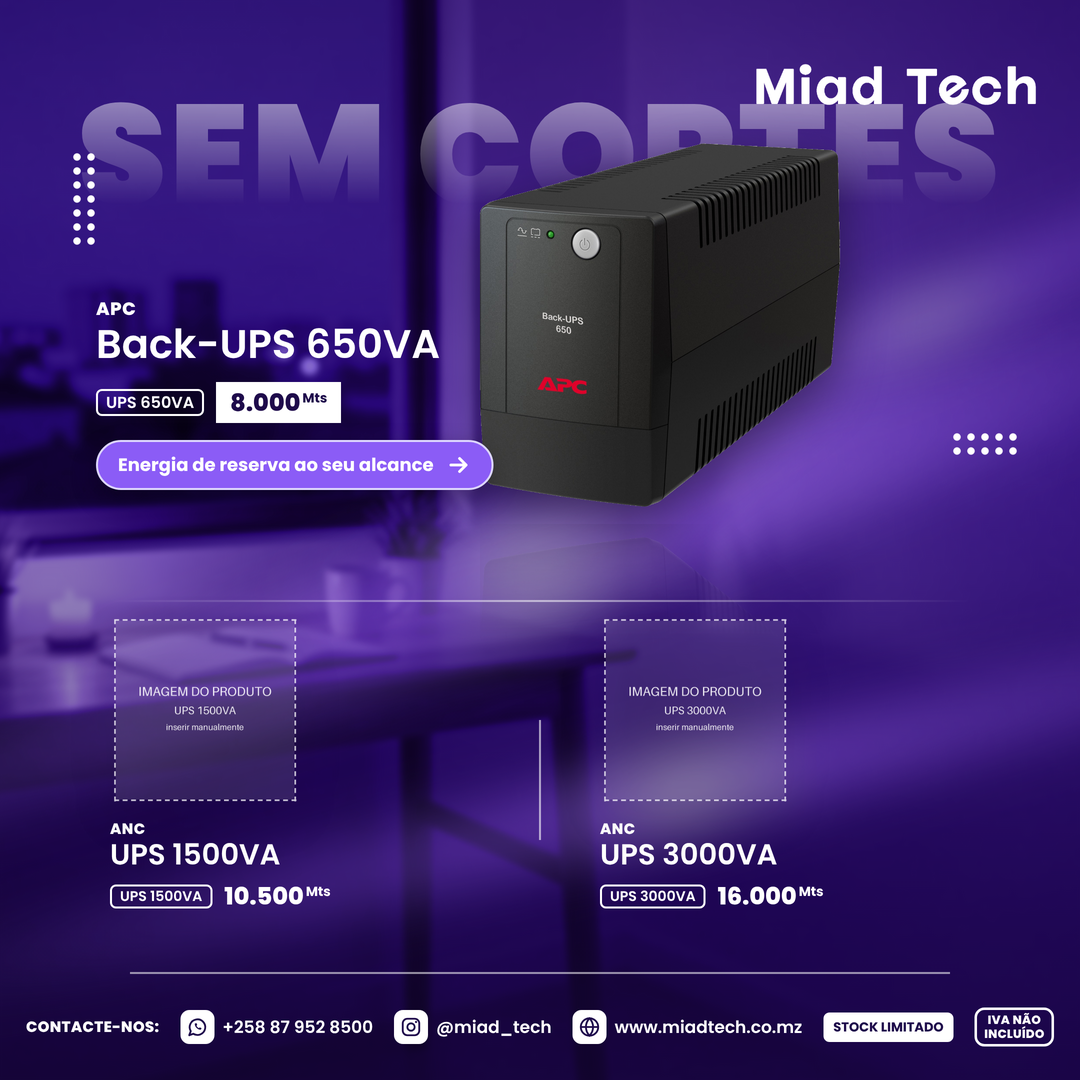 Miad Tech
SEM CORTES
APC
Back-UPS 650VA
UPS 650VA 8.000 Mts
Energia de reserva ao seu alcance
Back-UPS
650
APC
IMAGEM DO PRODUTO
UPS 1500VA
inserir manualmente
ANC
UPS 1500VA
UPS 1500VA 10.500 Mts
IMAGEM DO PRODUTO
UPS 3000VA
inserir manualmente
ANC
UPS 3000VA
UPS 3000VA 16.000 Mts
CONTACTE-NOS: +258 87 952 8500 @miad_tech www.miadtech.co.mz STOCK LIMITADO
IVA NÃO
INCLUÍDO